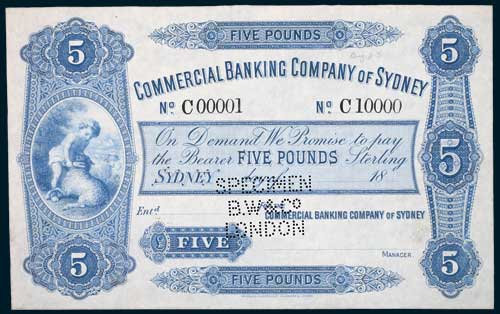 5 FIVE POUNDS 5
COMMERCIAL BANKING COMPANY OF SYDNEY
No. C 00001 No. C 10000
On Demand We Promise to pay
the Bearer FIVE POUNDS Sterling
SYDNEY 18
5
SPECIMEN
B.W.&Co
LONDON
Entd. COMMERCIAL BANKING COMPANY OF SYDNEY
£ FIVE
MANAGER.
5 FIVE POUNDS 5